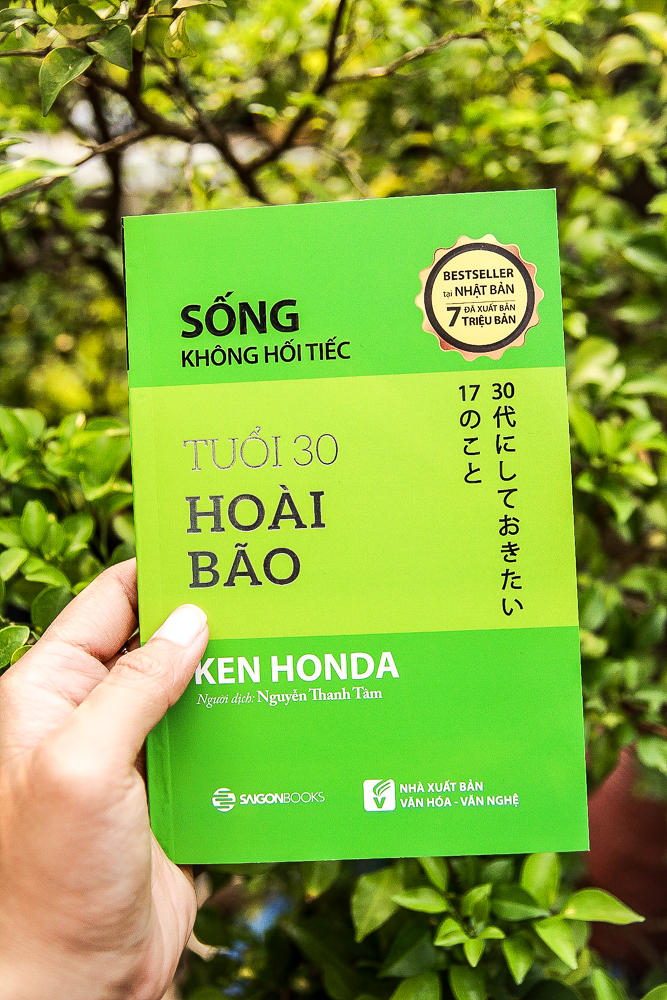 BESTSELLER
tại NHẬT BẢN
7 ĐÃ XUẤT BẢN
TRIỆU BẢN
SỐNG
KHÔNG HỐI TIẾC
30代にしておきたい
17のこと
TUỔI 30
HOÀI
BÃO
KEN HONDA
Người dịch: Nguyễn Thanh Tâm
SAIGONBOOKS
NHÀ XUẤT BẢN
VĂN HÓA - VĂN NGHỆ